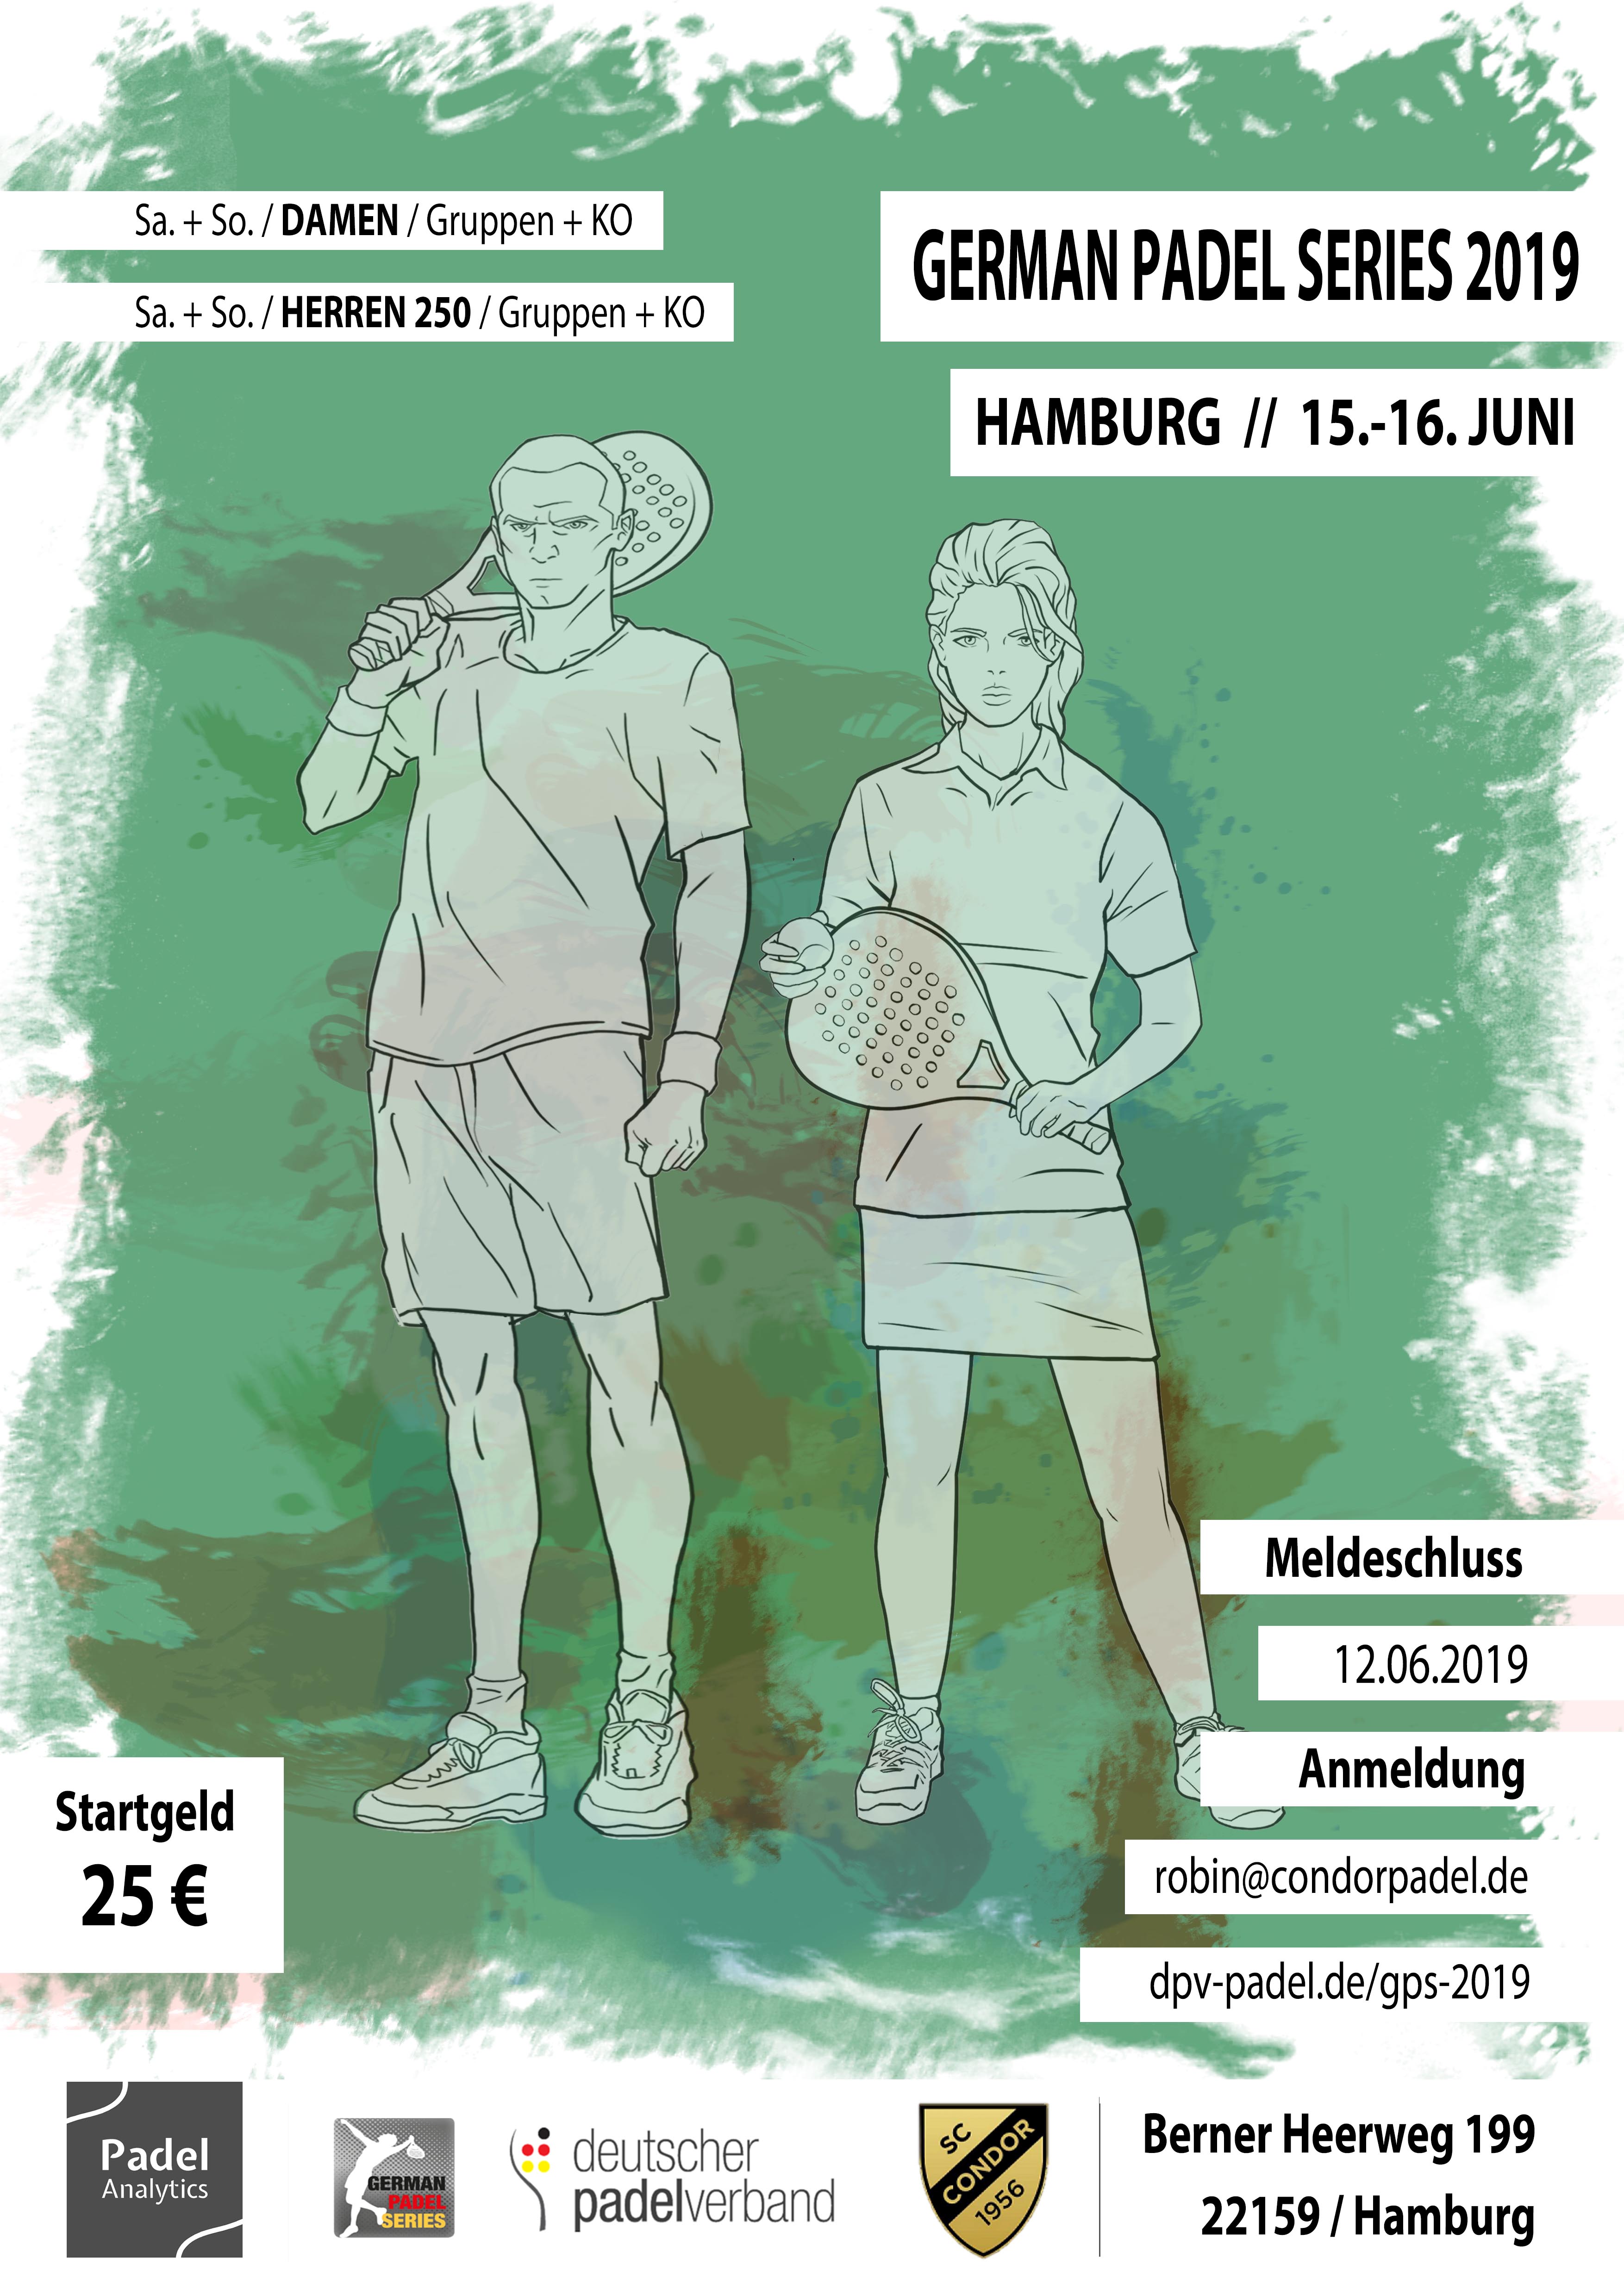 Sa. + So. / DAMEN / Gruppen + KO
Sa. + So. / HERREN 250 / Gruppen + KO
GERMAN PADEL SERIES 2019
HAMBURG // 15.-16. JUNI
Meldeschluss
12.06.2019
Anmeldung
robin@condorpadel.de
dpv-padel.de/gps-2019
Startgeld
25 €
Padel
Analytics
GERMAN
PADEL
SERIES
deutscher
padelverband
SC
CONDOR
1956
Berner Heerweg 199
22159 / Hamburg